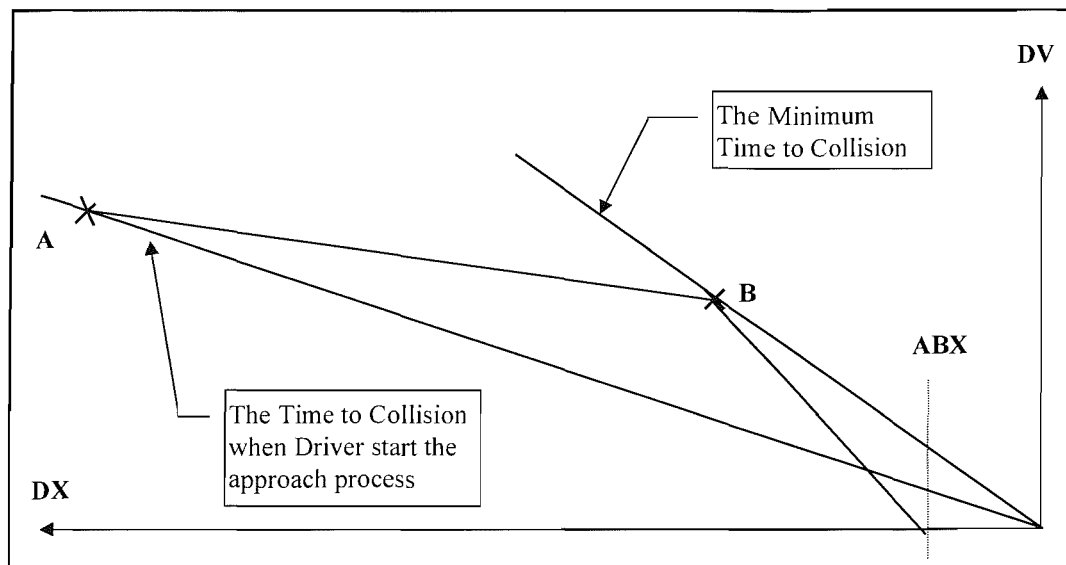 DV
The Minimum
Time to Collision
A
B
ABX
The Time to Collision
when Driver start the
approach process
DX